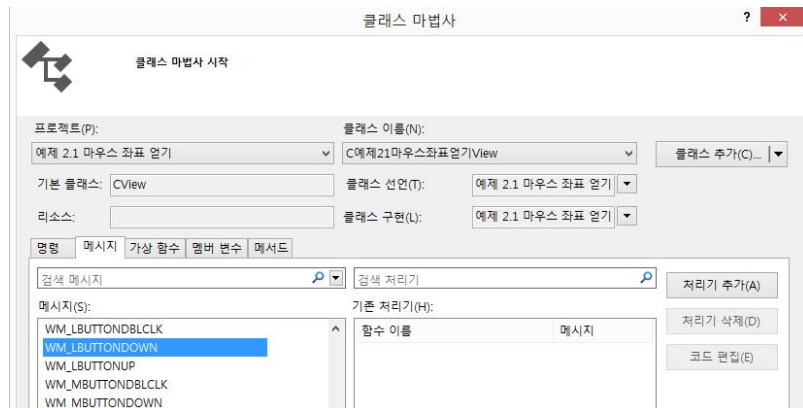 클래스 마법사
?
×
클래스 마법사 시작
프로젝트(P):
클래스 이름(N):
예제 2.1 마우스 좌표 얻기
C예제21마우스좌표얻기View
클래스 추가(C)...
기본 클래스: CView
클래스 선언(T): 예제 2.1 마우스 좌표 얻기
리소스:
클래스 구현(L): 예제 2.1 마우스 좌표 얻기
명령 메시지 가상 함수 멤버 변수 메서드
검색 메시지
검색 처리기
처리기 추가(A)
메시지(S):
기존 처리기(H):
처리기 삭제(D)
WM_LBUTTONDBLCLK
함수 이름 메시지
WM_LBUTTONDOWN
코드 편집(E)
WM_LBUTTONUP
WM_MBUTTONDBLCLK
WM_MBUTTONDOWN